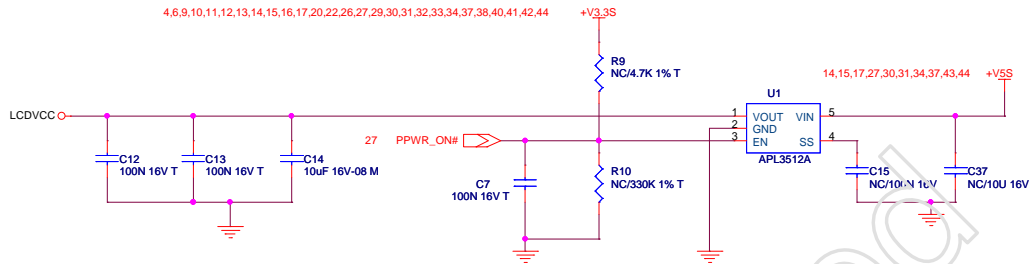 4,6,9,10,11,12,13,14,15,16,17,20,22,26,27,29,30,31,32,33,34,37,38,40,41,42,44 +V3.3S
R9
NC/4.7K 1% T
14,15,17,27,30,31,34,37,43,44 +V5S
U1
LCDVCC
1 VOUT VIN 5
2 GND
27 PPWR_ON# 3 EN SS 4
APL3512A
C12
100N 16V T
C13
100N 16V T
C14
10uF 16V-08 M
C7
100N 16V T
R10
NC/330K 1% T
C15
16V
C37
NC/10U 16V